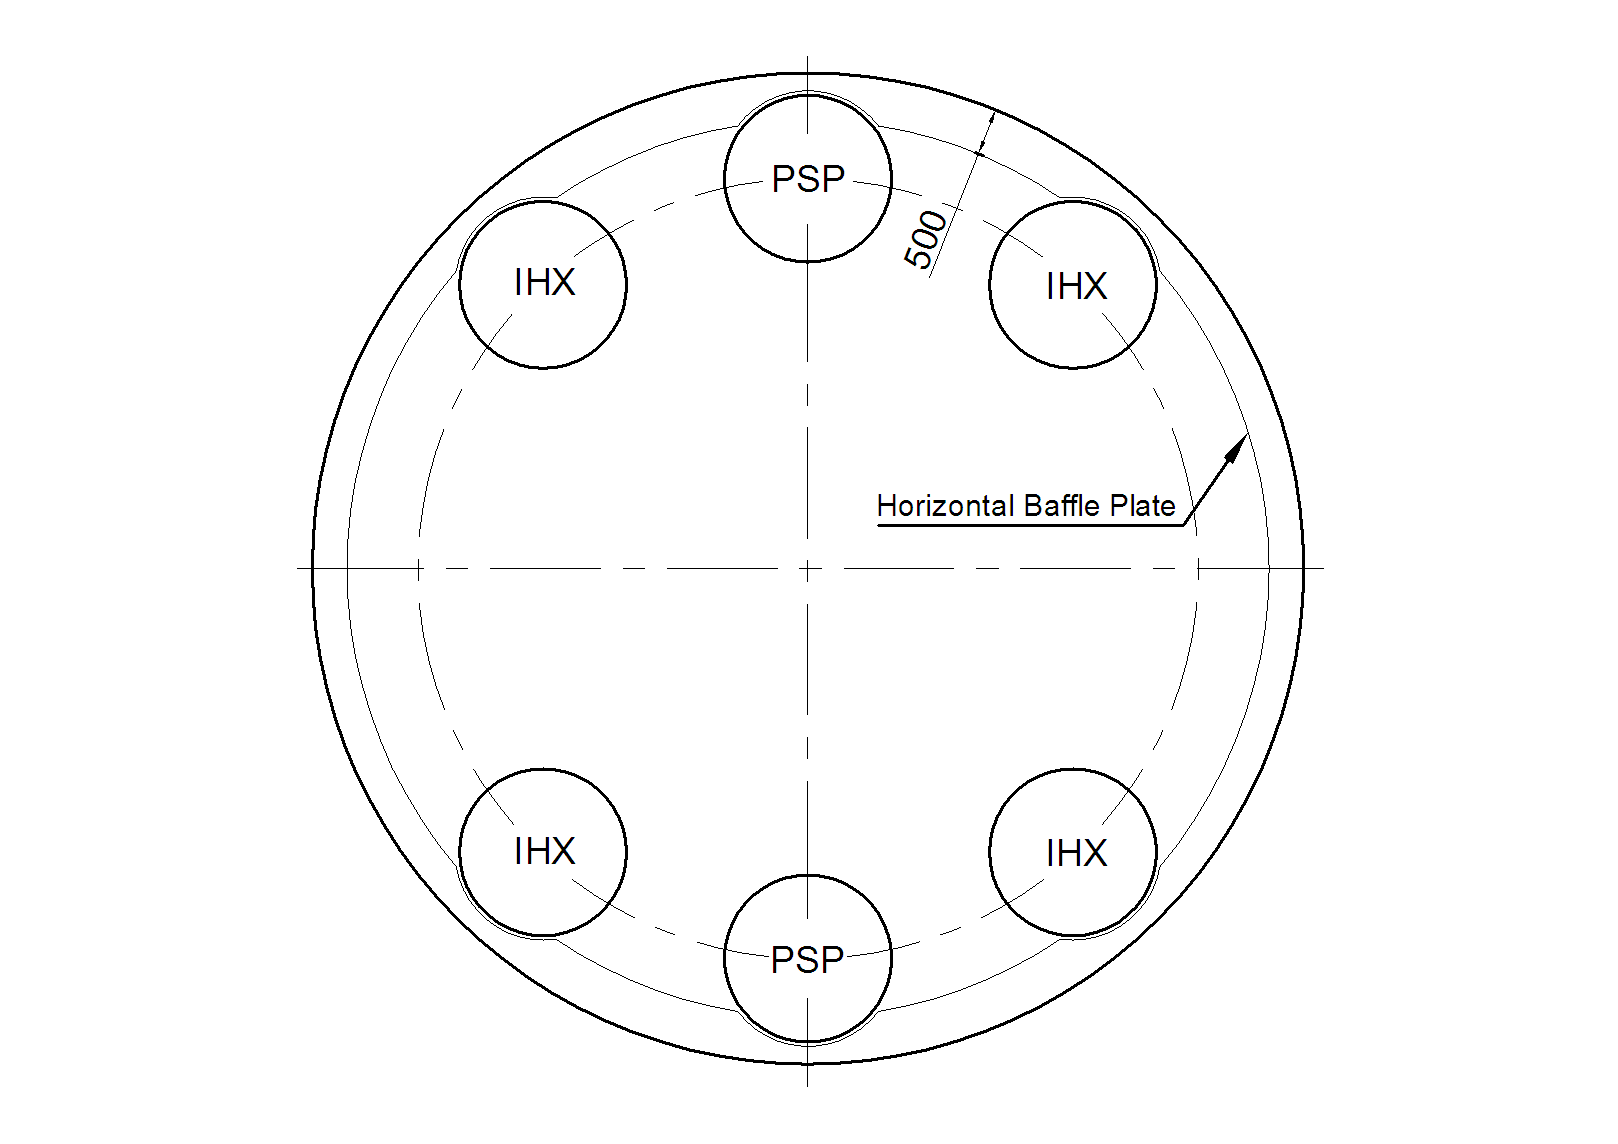 PSP
500
IHX
IHX
Horizontal Baffle Plate
IHX
IHX
PSP